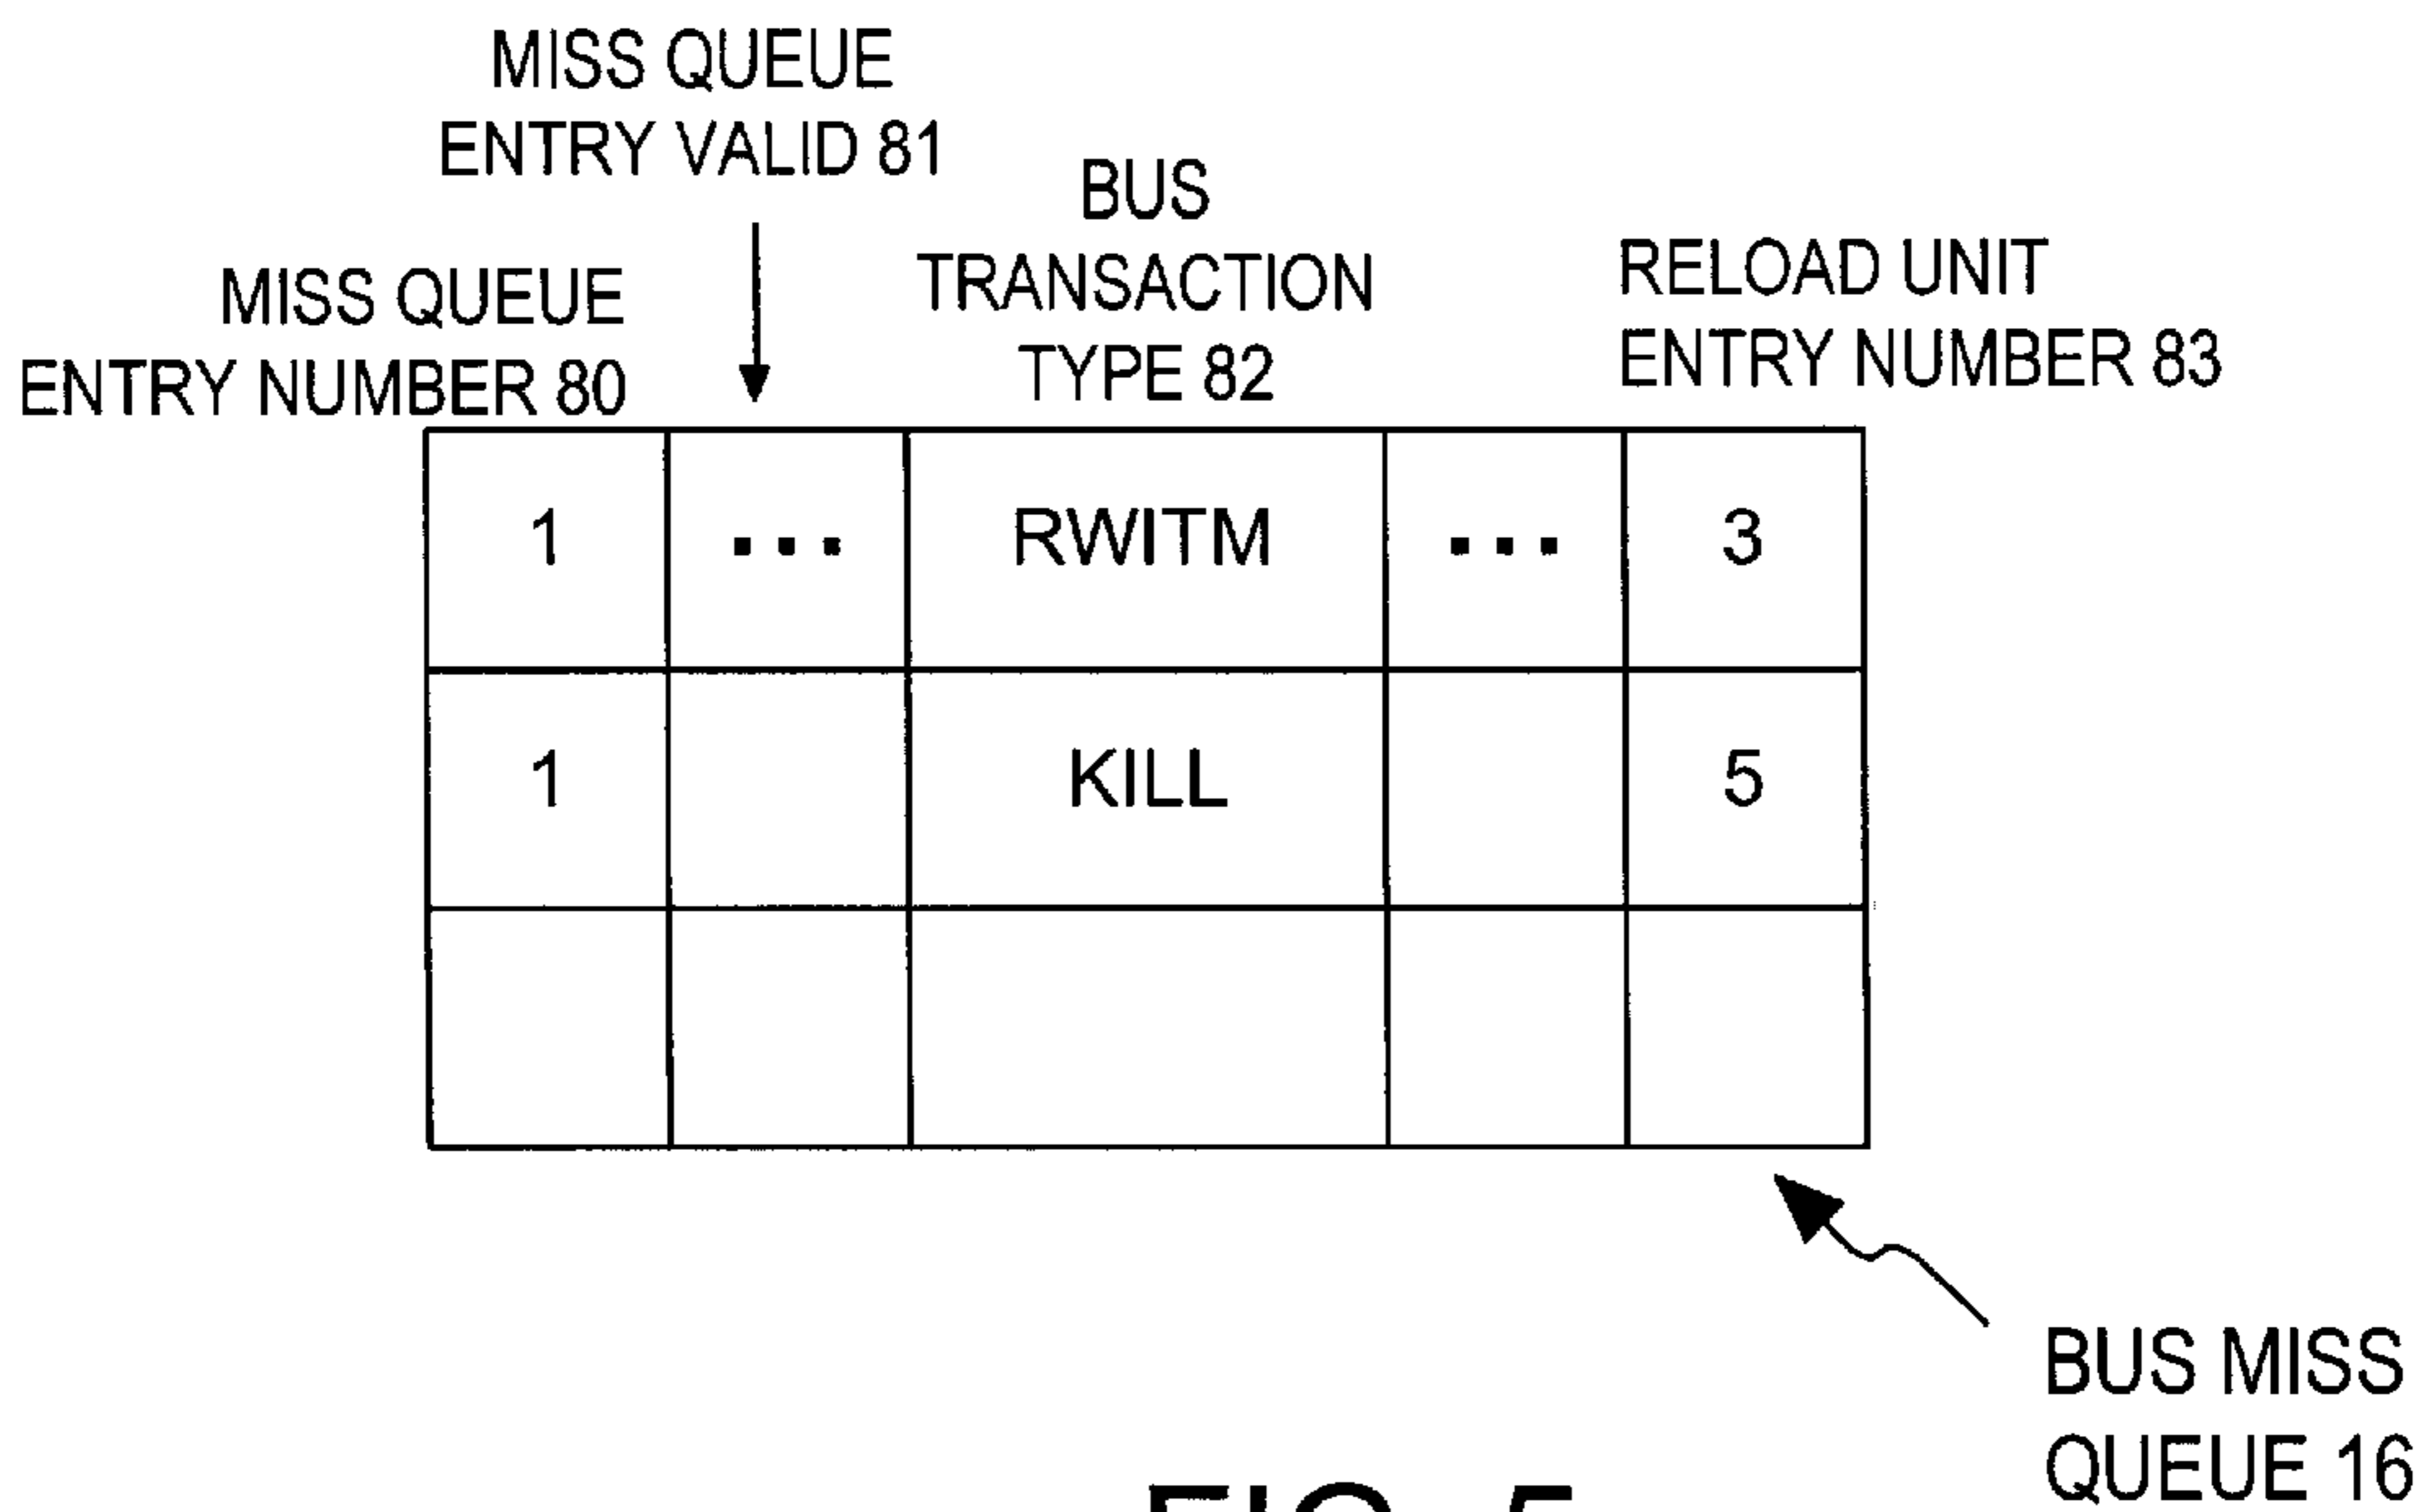 MISS QUEUE
ENTRY VALID 81
MISS QUEUE
ENTRY NUMBER 80
BUS
TRANSACTION
TYPE 82
RELOAD UNIT
ENTRY NUMBER 83
1 ... RWITM ... 3
1 KILL 5
BUS MISS
QUEUE 16